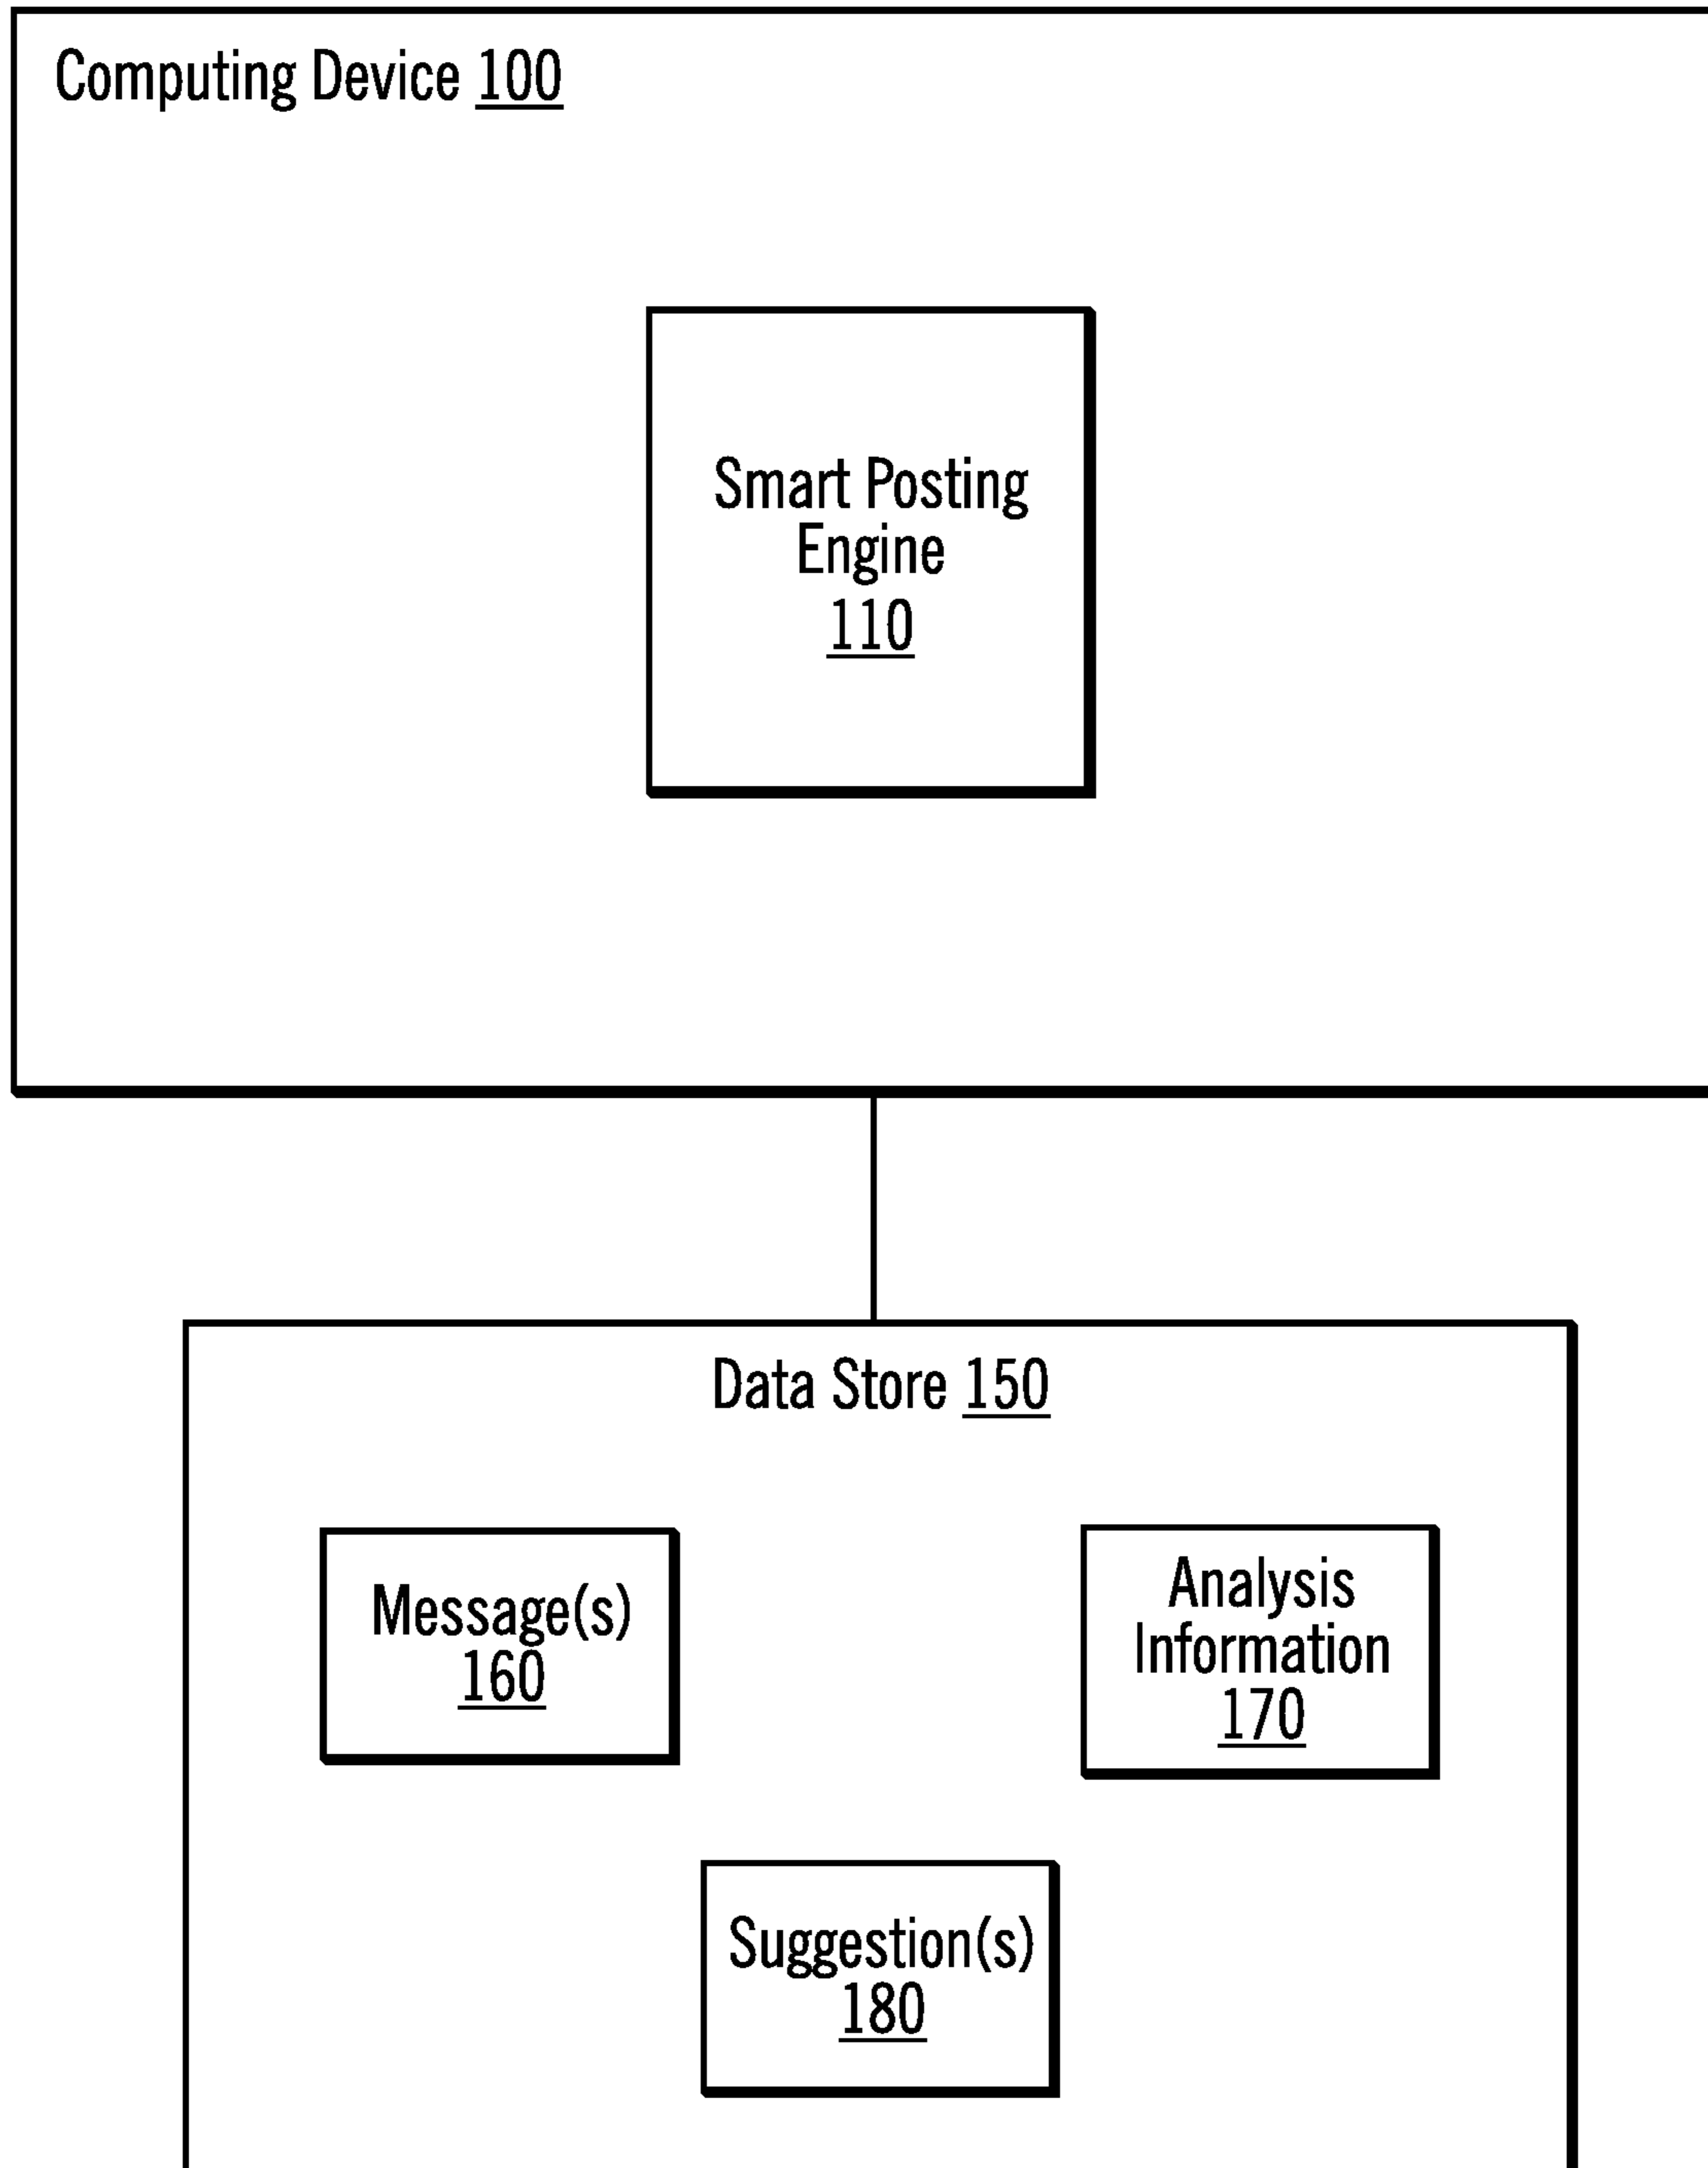 Computing Device 100
Smart Posting
Engine
110
Data Store 150
Message(s)
160
Analysis
Information
170
Suggestion(s)
180